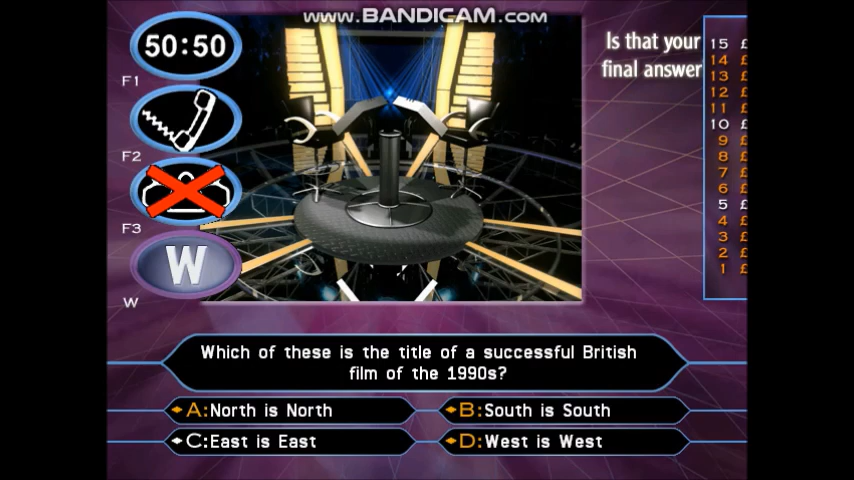 www.BANDICAM.com
50:50
F1
F2
F3
W
W
Is that your
final answer
15 £
14 £
13 £
12 £
11 £
10 £
9 £
8 £
7 £
6 £
5 £
4 £
3 £
2 £
1 £
Which of these is the title of a successful British
film of the 1990s?
A:North is North
B:South is South
C:East is East
D:West is West